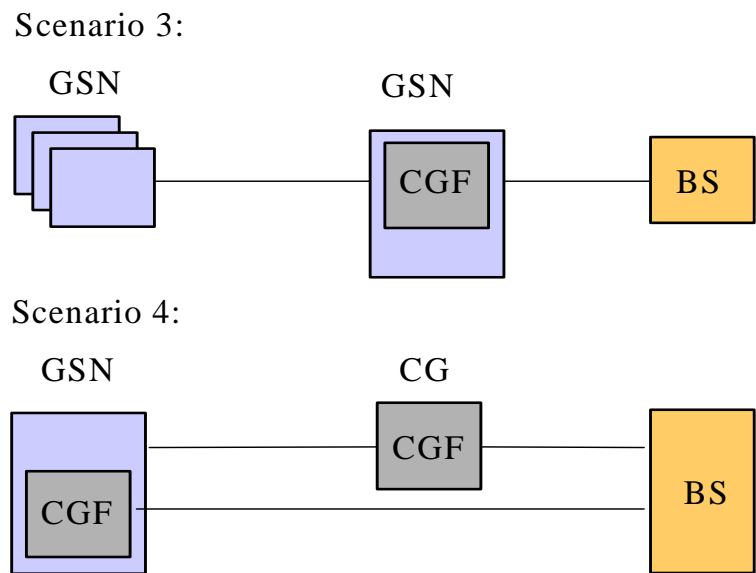 Scenario 3:
GSN
GSN
CGF
BS
Scenario 4:
GSN
CG
CGF
CGF
BS